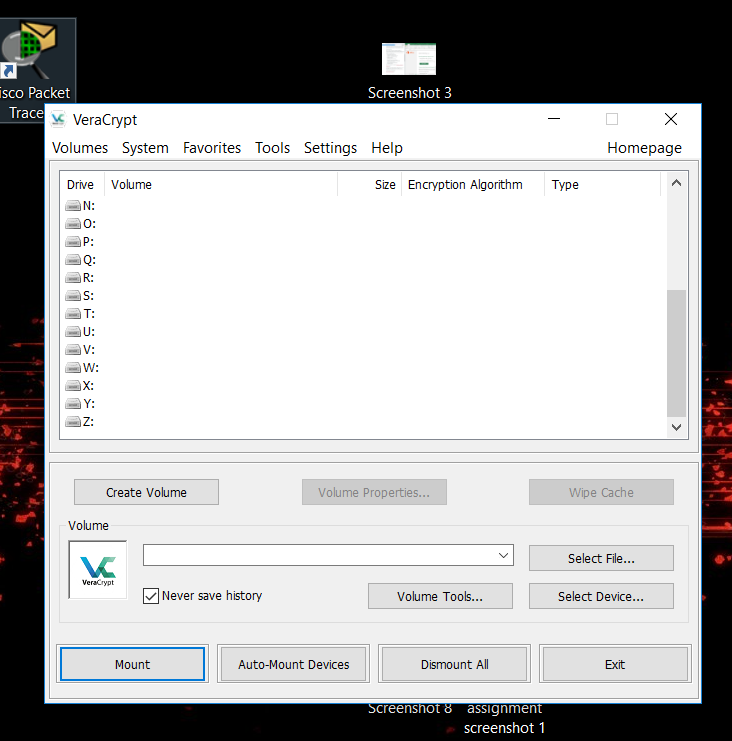 isco Packet
Trace
Screenshot 3
VeraCrypt
Volumes System Favorites Tools Settings Help Homepage
Drive Volume Size Encryption Algorithm Type
N:
O:
P:
Q:
R:
S:
T:
U:
V:
W:
X:
Y:
Z:
Create Volume Volume Properties... Wipe Cache
Volume
VeraCrypt
Select File...
Never save history Volume Tools... Select Device...
Mount Auto-Mount Devices Dismount All Exit
Screenshot 8 assignment
screenshot 1